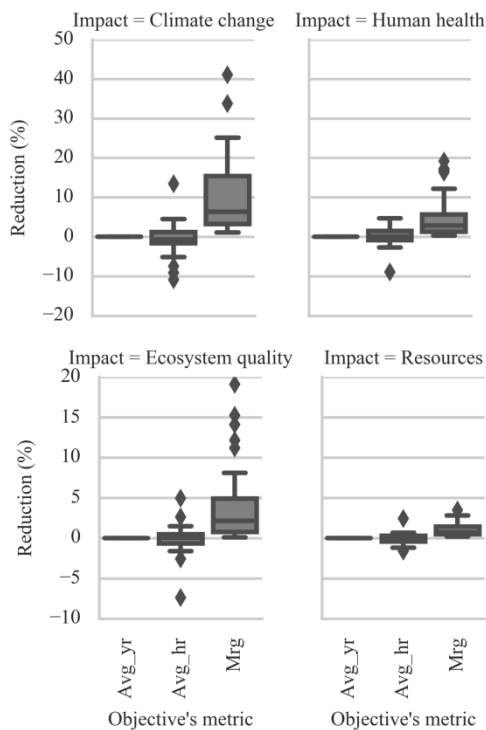 Impact = Climate change
Impact = Human health
Reduction (%)
50
40
30
20
10
0
−10
−20
Impact = Ecosystem quality
Impact = Resources
Reduction (%)
20
15
10
5
0
−5
−10
Avg_yr
Avg_hr
Mrg
Avg_yr
Avg_hr
Mrg
Objective's metric
Objective's metric